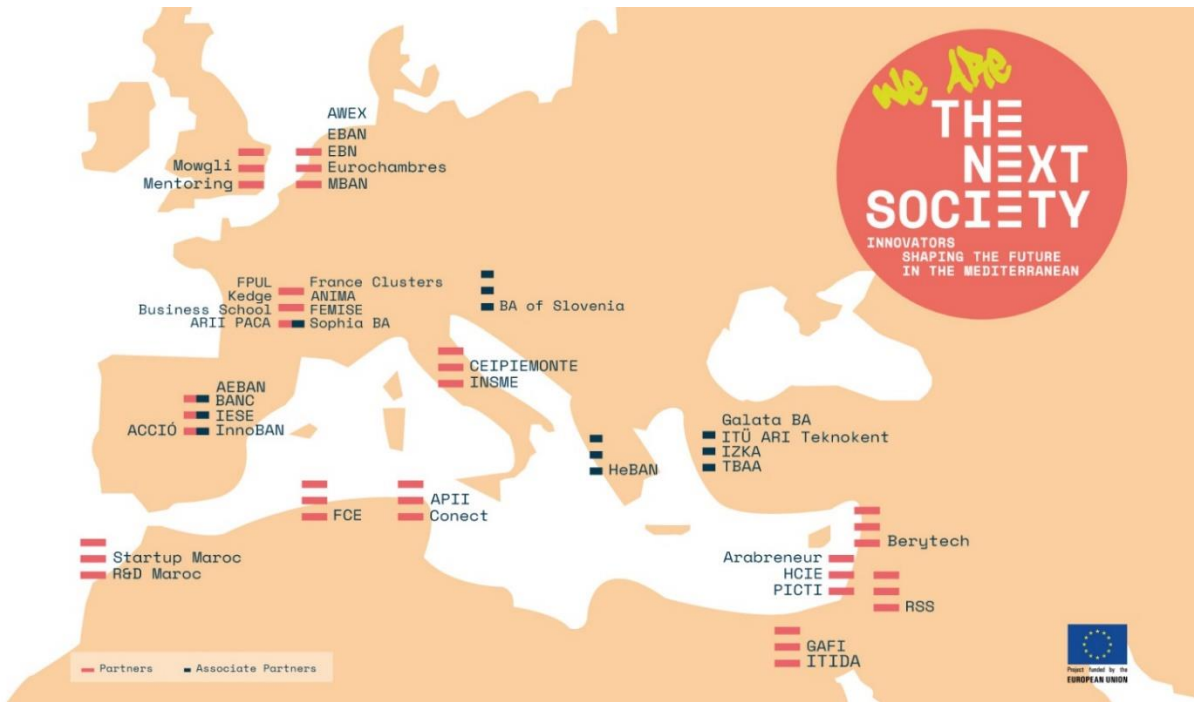 WE ARE
THE
NEXT
SOCIETY
INNOVATORS
SHAPING THE FUTURE
IN THE MEDITERRANEAN
AWEX
EBAN
EBN
Eurochambres
MBAN
Mowgli
Mentoring
FPUL
Kedge
Business School
ARII PACA
France Clusters
ANIMA
FEMISE
Sophia BA
BA of Slovenia
CEIPIEMONTE
INSME
AEBAN
BANC
IESE
InnoBAN
ACCIÓ
Galata BA
ITÜ ARI Teknokent
IZKA
TBAA
HeBAN
FCE
APII
Conect
Startup Maroc
R&D Maroc
Berytech
Arabreneur
HCIE
PICTI
RSS
GAFI
ITIDA
Partners
Associate Partners
Project funded by the
EUROPEAN UNION